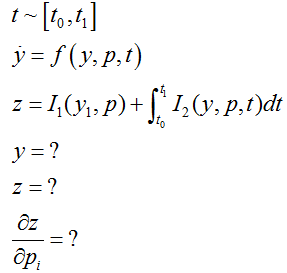 t ~ [t₀, t₁]
ẏ = f(y, p, t)
z = I₁(y₁, p) + ∫_{t₀}^{t₁} I₂(y, p, t)dt
y = ?
z = ?
∂z/∂pᵢ = ?